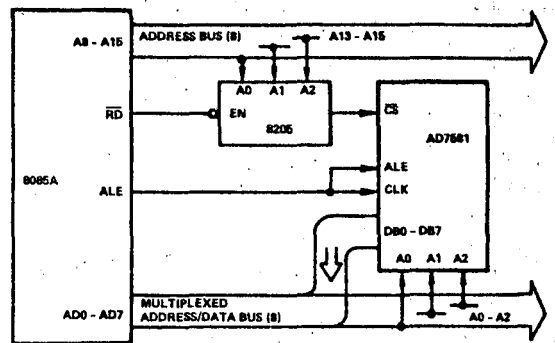 A8 - A15
ADDRESS BUS (8)
A13 - A15
A0 A1 A2
RD
EN
8205
CS
AD7581
8085A
ALE
ALE
CLK
DB0 - DB7
A0 A1 A2
AD0 - AD7
MULTIPLEXED
ADDRESS/DATA BUS (8)
A0 - A2